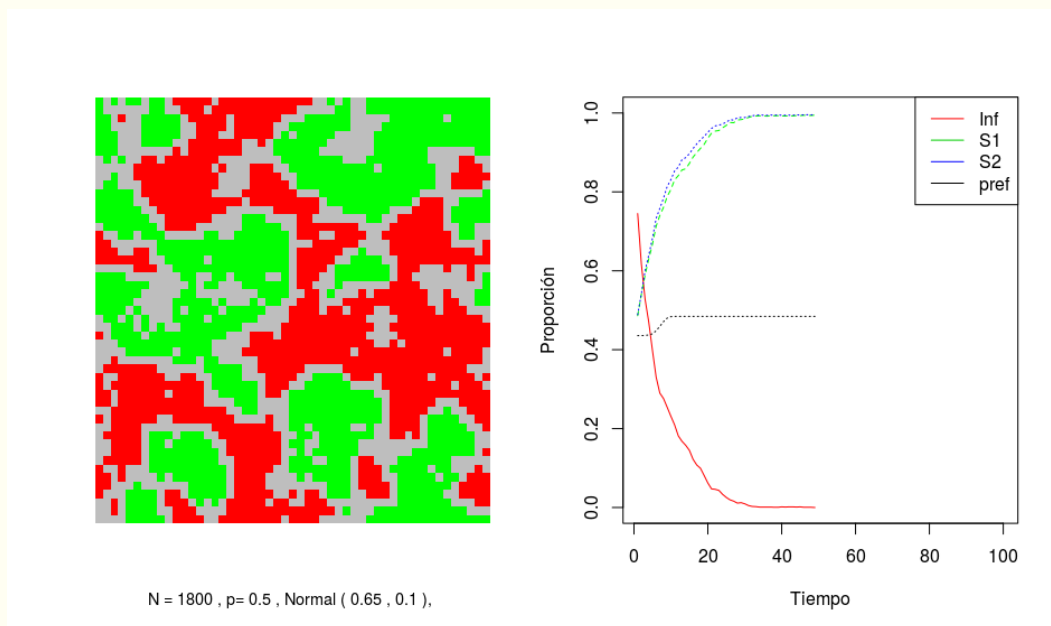 N = 1800 , p= 0.5 , Normal ( 0.65 , 0.1 ),
Proporción
1.0
0.8
0.6
0.4
0.2
0.0
0 20 40 60 80 100
Tiempo
Inf
S1
S2
pref